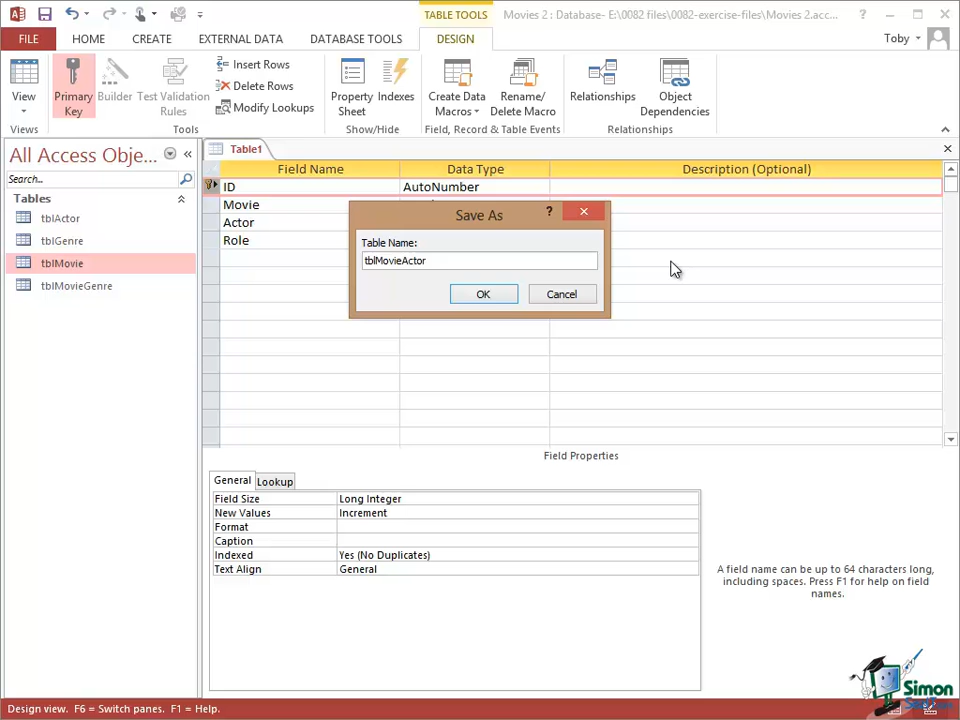 TABLE TOOLS
Movies 2 : Database- E:\0082 files\0082-exercise-files\Movies 2.acc...
FILE HOME CREATE EXTERNAL DATA DATABASE TOOLS DESIGN Toby
View
Views
Primary Key
Builder
Test Validation Rules
Insert Rows
Delete Rows
Modify Lookups
Tools
Property Sheet
Indexes
Show/Hide
Create Data Macros
Rename/ Delete Macro
Field, Record & Table Events
Relationships
Object Dependencies
Relationships
All Access Obje...
Search...
Tables
tblActor
tblGenre
tblMovie
tblMovieGenre
Table1
Field Name Data Type Description (Optional)
ID AutoNumber
Movie
Actor
Role
Save As ?
Table Name:
tblMovieActor
OK Cancel
Field Properties
General Lookup
Field Size Long Integer
New Values Increment
Format
Caption
Indexed Yes (No Duplicates)
Text Align General
A field name can be up to 64 characters long,
including spaces. Press F1 for help on field
names.
Design view. F6 = Switch panes. F1 = Help.
Simon